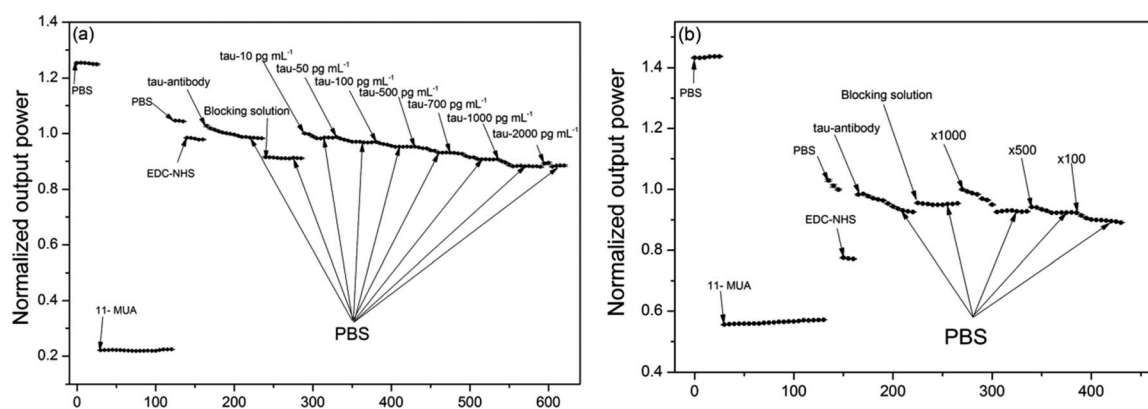 (a)
Normalized output power
1.4
1.2
1.0
0.8
0.6
0.4
0.2
0 100 200 300 400 500 600
PBS
11- MUA
PBS
EDC-NHS
tau-antibody
Blocking solution
tau-10 pg mL⁻¹
tau-50 pg mL⁻¹
tau-100 pg mL⁻¹
tau-500 pg mL⁻¹
tau-700 pg mL⁻¹
tau-1000 pg mL⁻¹
tau-2000 pg mL⁻¹
PBS
(b)
Normalized output power
1.4
1.2
1.0
0.8
0.6
0.4
0 100 200 300 400
PBS
11- MUA
PBS
EDC-NHS
tau-antibody
Blocking solution
x1000
x500
x100
PBS